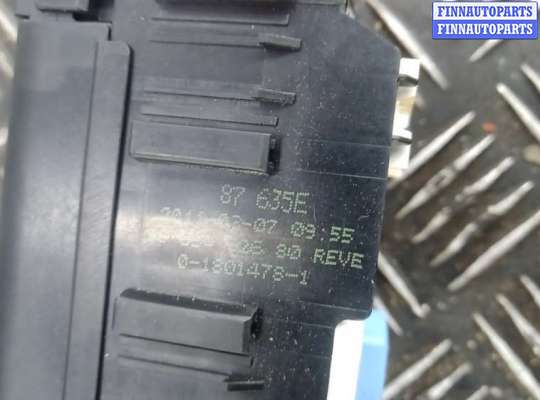 FINNAUTOPARTS
FINNAUTOPARTS
87 635E
09:55
80 REVE
0-1801478-1